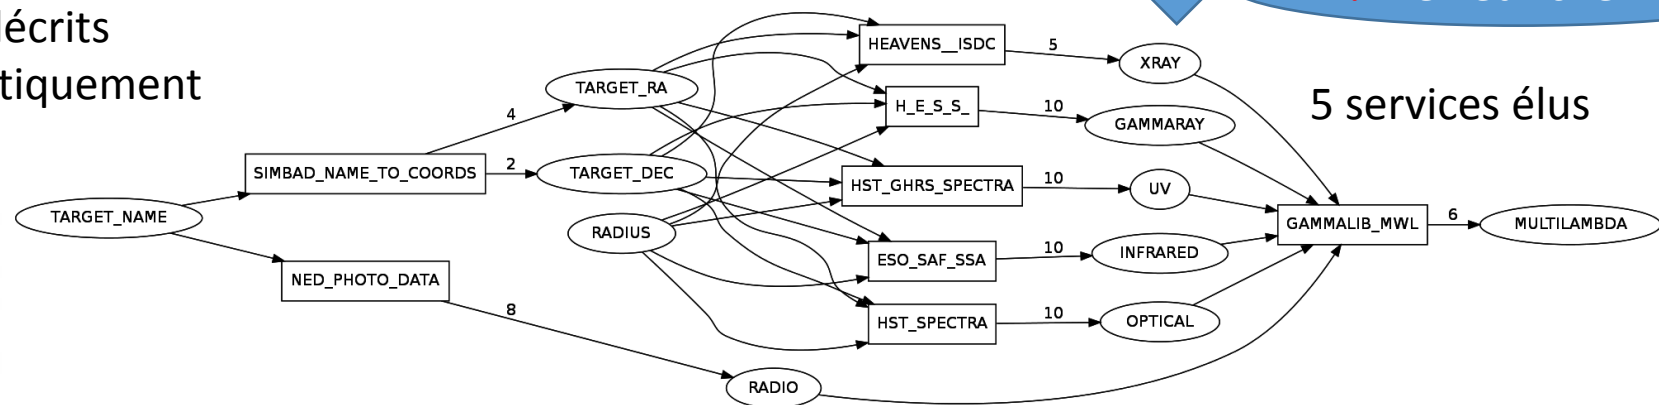 écrits
tiquement
5 services élus
TARGET_NAME
SIMBAD_NAME_TO_COORDS
NED_PHOTO_DATA
4
2
8
TARGET_RA
TARGET_DEC
RADIUS
RADIO
HEAVENS__ISDC
H_E_S_S_
HST_GHRS_SPECTRA
ESO_SAF_SSA
HST_SPECTRA
5
10
10
10
10
XRAY
GAMMARAY
UV
INFRARED
OPTICAL
GAMMALIB_MWL
6
MULTILAMBDA